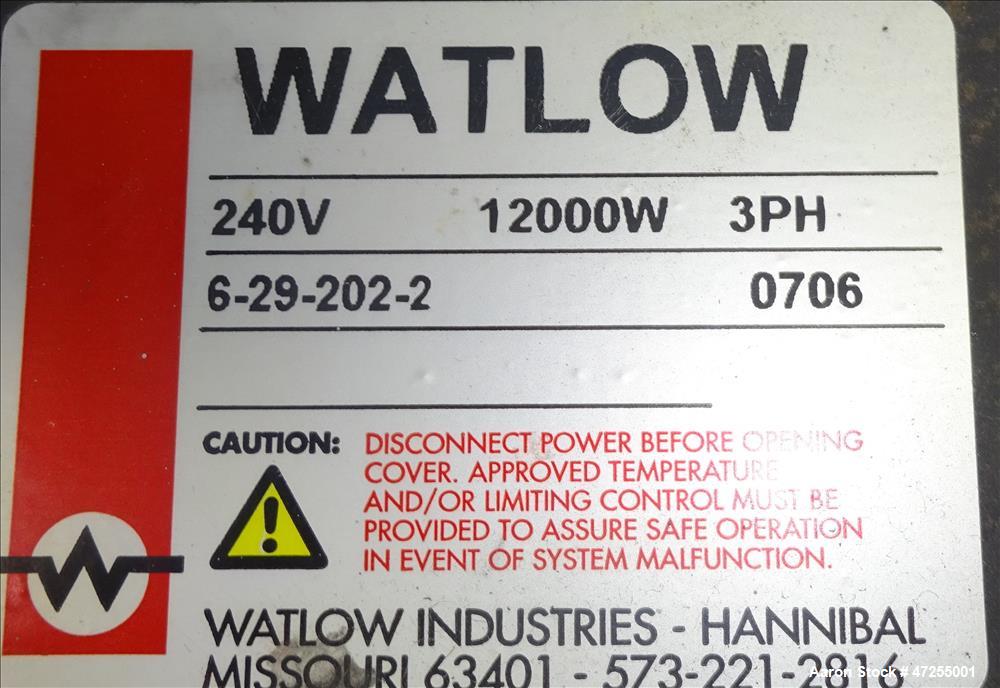 WATLOW
240V 12000W 3PH
6-29-202-2 0706
CAUTION: DISCONNECT POWER BEFORE OPENING
COVER. APPROVED TEMPERATURE
AND/OR LIMITING CONTROL MUST BE
PROVIDED TO ASSURE SAFE OPERATION
IN EVENT OF SYSTEM MALFUNCTION.
WATLOW INDUSTRIES - HANNIBAL
MISSOURI 63401 - 573-221-2816
Aaron Stock # 47255001